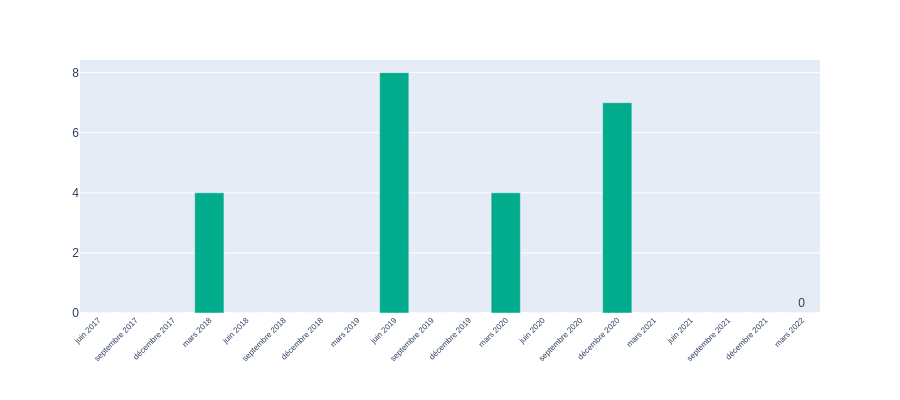 8
6
4
2
0
0
juin 2017
septembre 2017
décembre 2017
mars 2018
juin 2018
septembre 2018
décembre 2018
mars 2019
juin 2019
septembre 2019
décembre 2019
mars 2020
juin 2020
septembre 2020
décembre 2020
mars 2021
juin 2021
septembre 2021
décembre 2021
mars 2022